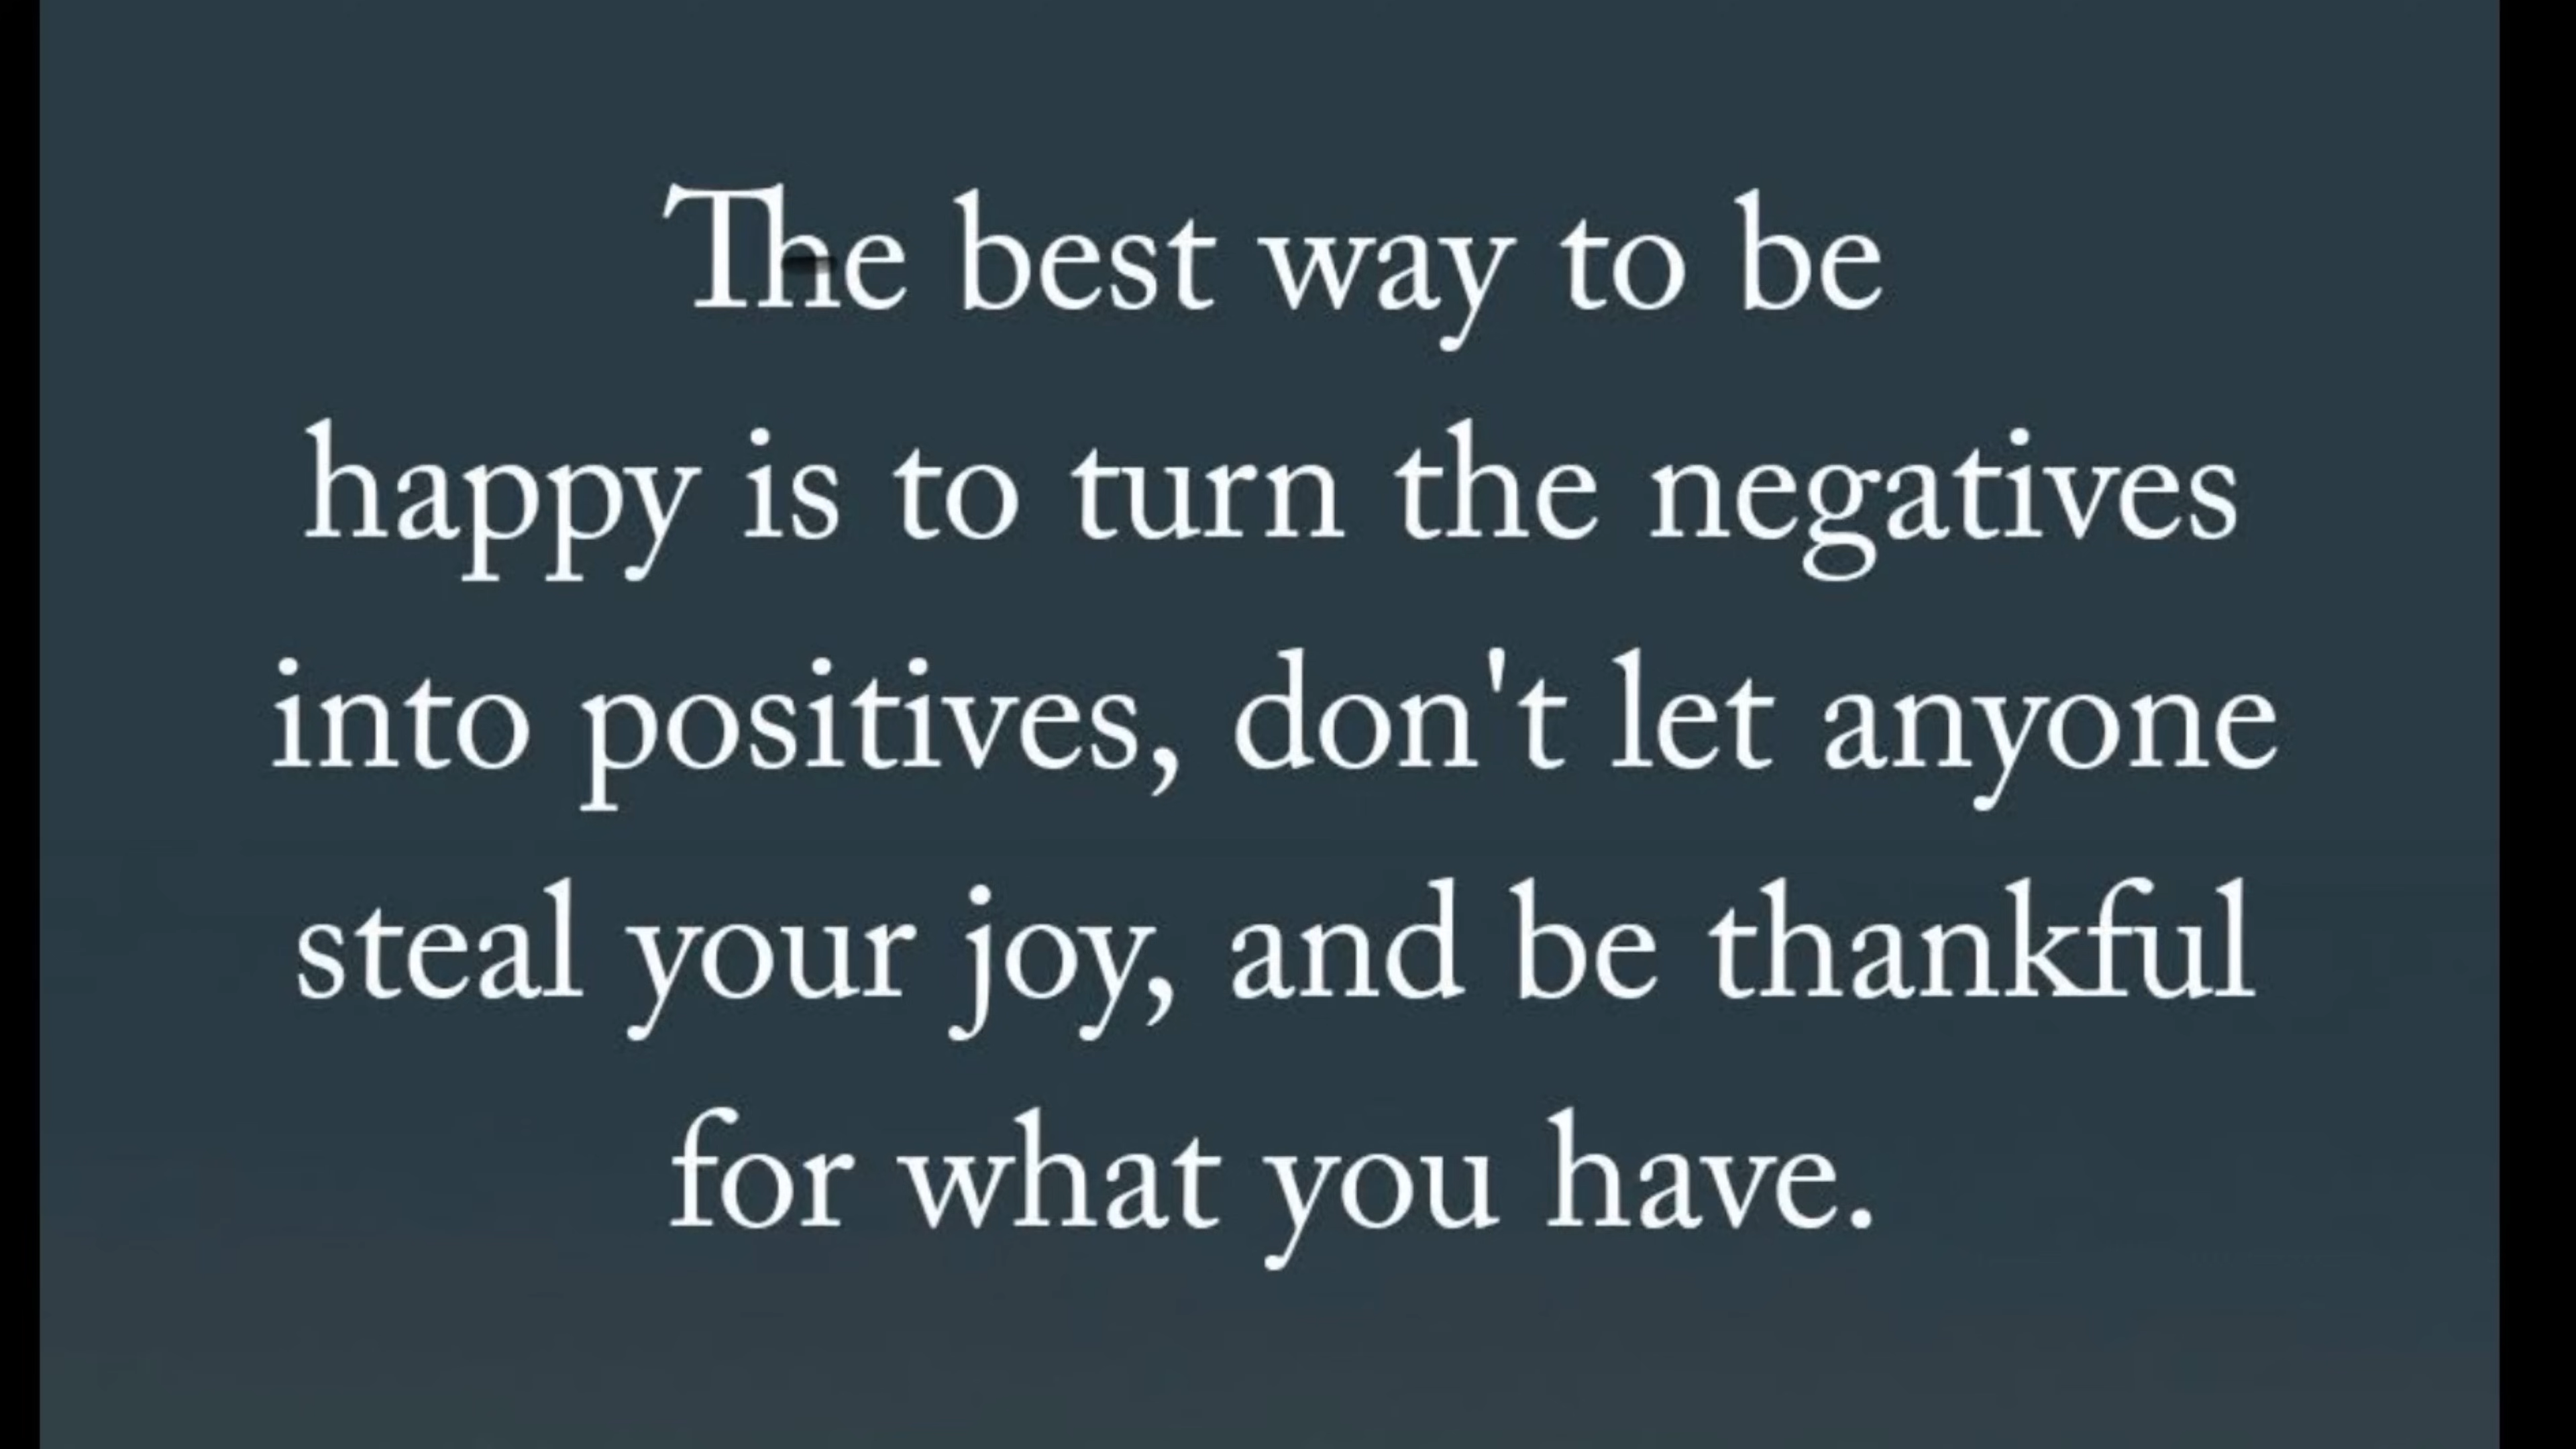 The best way to be
happy is to turn the negatives
into positives, don't let anyone
steal your joy, and be thankful
for what you have.